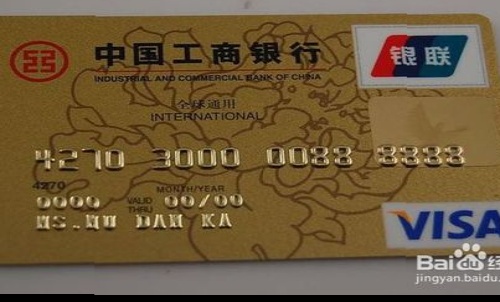 中国工商银行
INDUSTRIAL AND COMMERCIAL BANK OF CHINA
银联
全球通用
INTERNATIONAL
4270 3000 0088 8888
4270
MONTH/YEAR
0000 VALID THRU 00/00
MS.WU DAN KA
VISA
Bai du 经
jingyan.baidu.